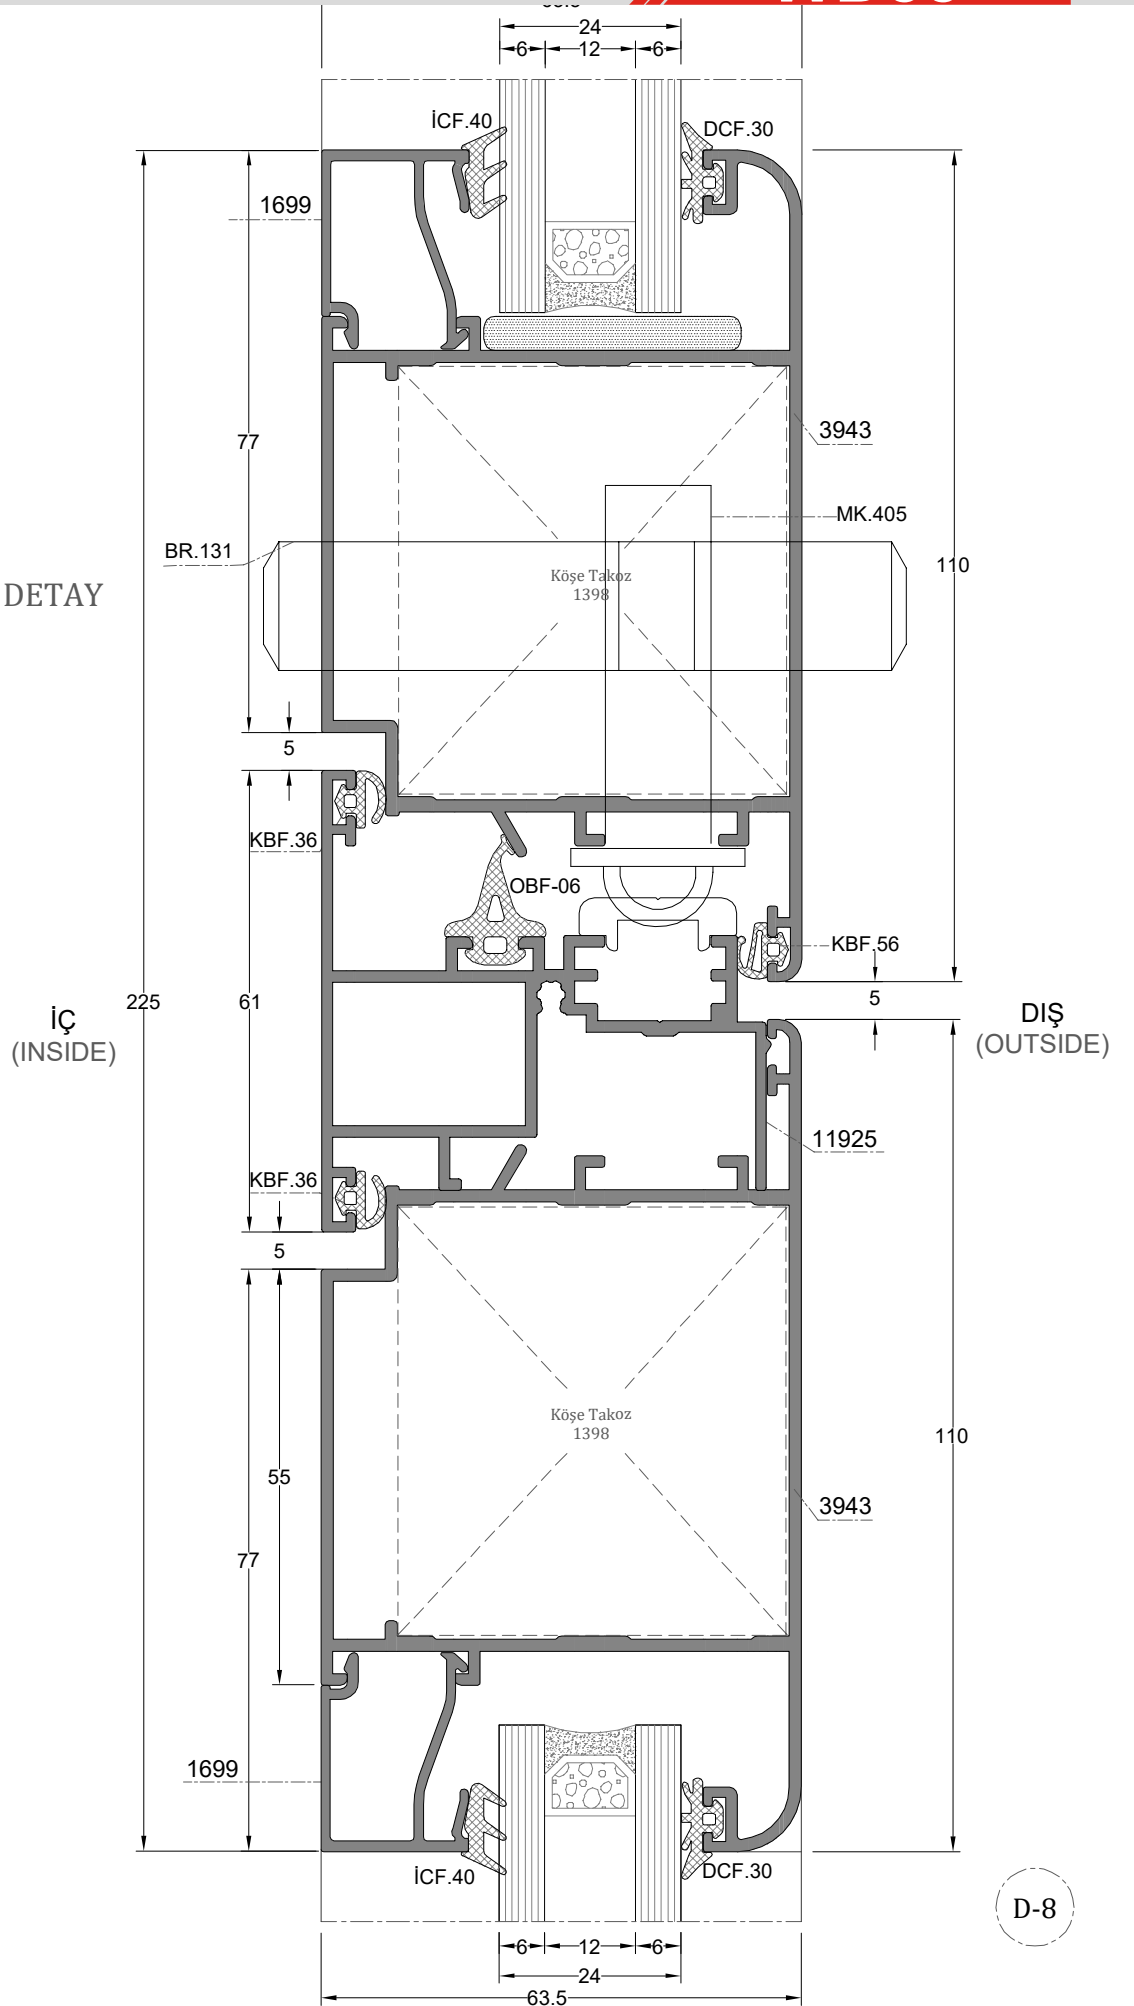 24
6
12
6
İCF.40
DCF.30
1699
77
3943
MK.405
BR.131
110
Köşe Takoz
1398
DETAY
5
KBF.36
OBF-06
KBF.56
225
61
5
İÇ
(INSIDE)
DIŞ
(OUTSIDE)
11925
KBF.36
5
Köşe Takoz
1398
110
55
3943
77
1699
İCF.40
DCF.30
D-8
6
12
6
24
63.5